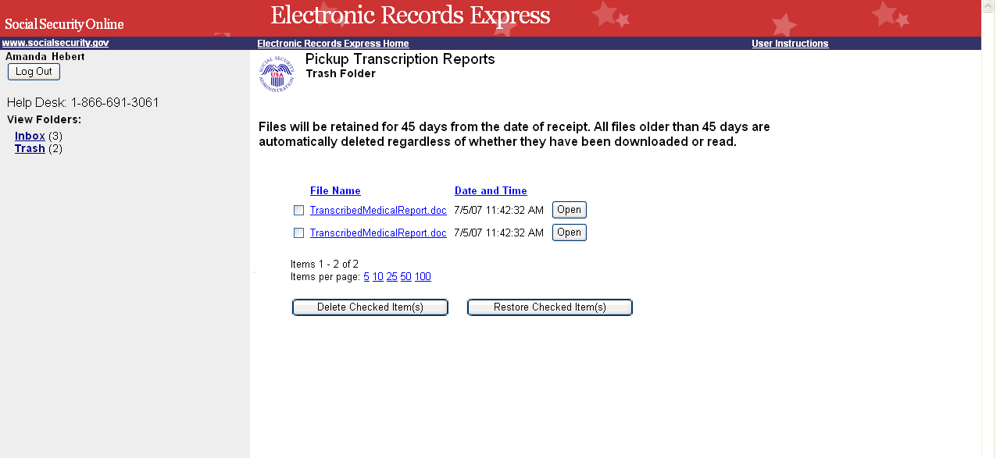 Social Security Online
Electronic Records Express
www.socialsecurity.gov
Electronic Records Express Home
User Instructions
Amanda Hebert
Log Out
Help Desk: 1-866-691-3061
View Folders:
Inbox (3)
Trash (2)
SOCIAL SECURITY ADMINISTRATION
USA
Pickup Transcription Reports
Trash Folder
Files will be retained for 45 days from the date of receipt. All files older than 45 days are
automatically deleted regardless of whether they have been downloaded or read.
File Name Date and Time
TranscribedMedicalReport.doc 7/5/07 11:42:32 AM Open
TranscribedMedicalReport.doc 7/5/07 11:42:32 AM Open
Items 1 - 2 of 2
Items per page: 5 10 25 50 100
Delete Checked Item(s) Restore Checked Item(s)